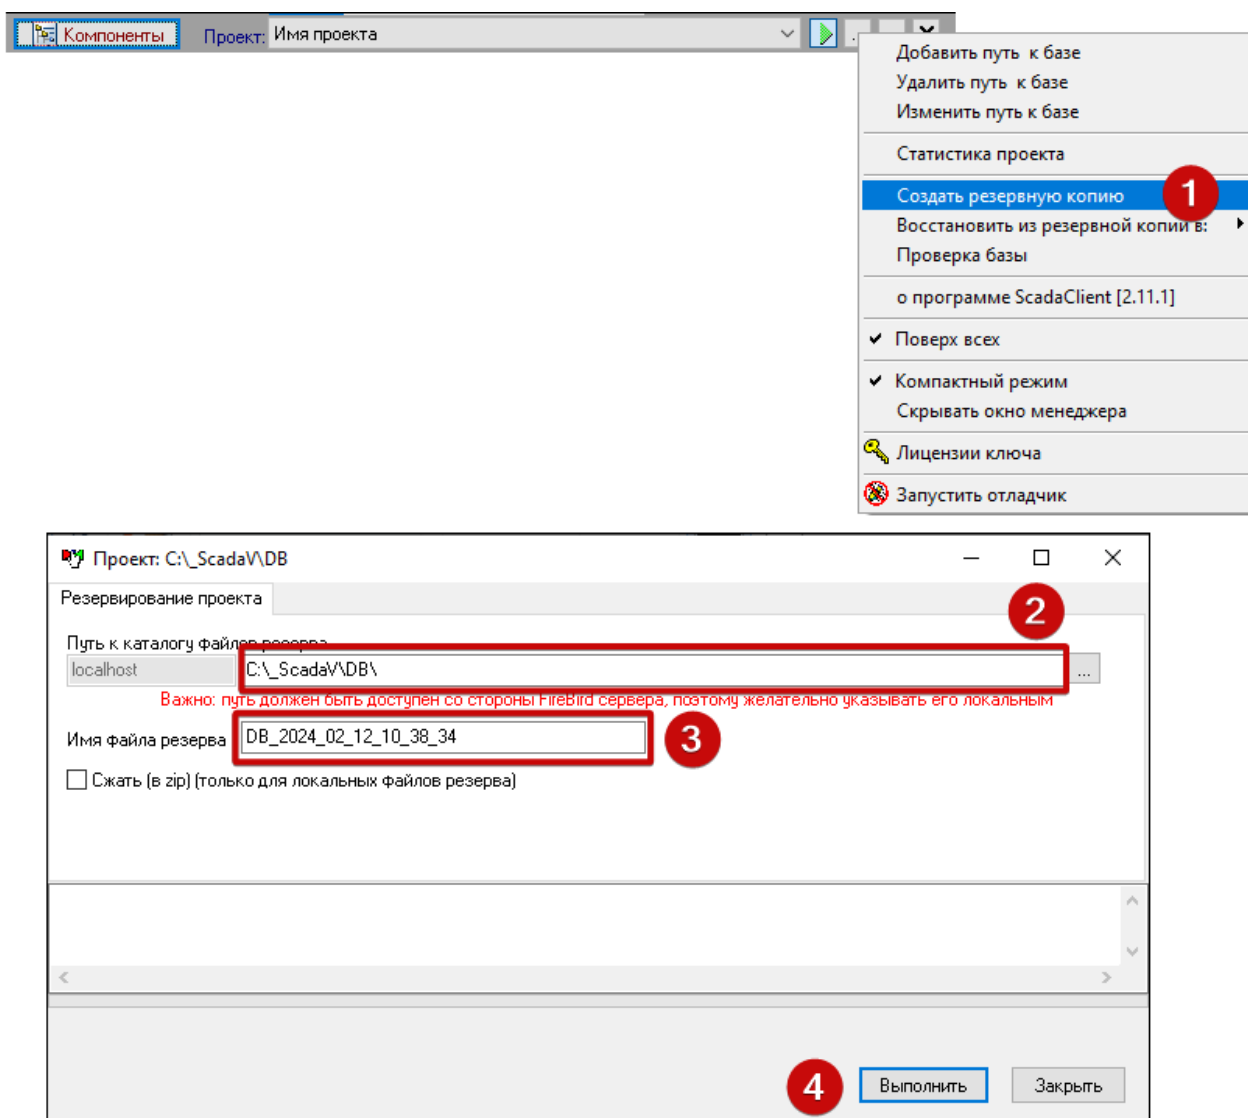 Компоненты Проект: Имя проекта ...
Добавить путь к базе
Удалить путь к базе
Изменить путь к базе
Статистика проекта
Создать резервную копию 1
Восстановить из резервной копии в:
Проверка базы
о программе ScadaClient [2.11.1]
Поверх всех
Компактный режим
Скрывать окно менеджера
Лицензии ключа
Запустить отладчик
Проект: C:\_ScadaV\DB
Резервирование проекта
2
Путь к каталогу файлов резерва
localhost C:\_ScadaV\DB\ ...
Важно: путь должен быть доступен со стороны FireBird сервера, поэтому желательно указывать его локальным
Имя файла резерва DB_2024_02_12_10_38_34 3
Сжать (в zip) (только для локальных файлов резерва)
4 Выполнить Закрыть